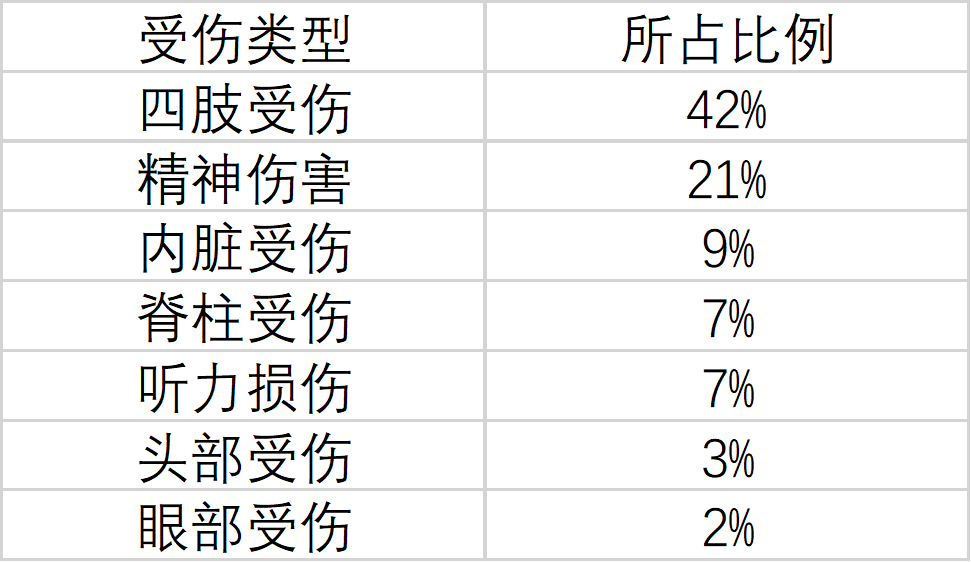 受伤类型 所占比例
四肢受伤 42%
精神伤害 21%
内脏受伤 9%
脊柱受伤 7%
听力损伤 7%
头部受伤 3%
眼部受伤 2%